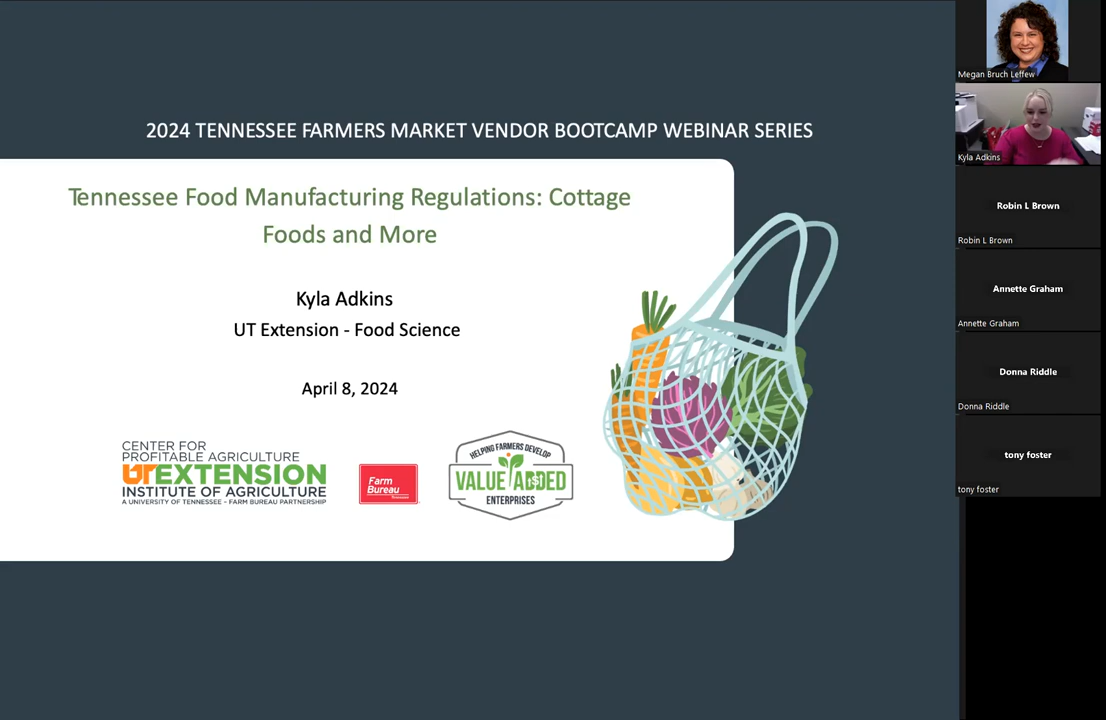 2024 TENNESSEE FARMERS MARKET VENDOR BOOTCAMP WEBINAR SERIES
Tennessee Food Manufacturing Regulations: Cottage
Foods and More
Kyla Adkins
UT Extension - Food Science
April 8, 2024
CENTER FOR
PROFITABLE AGRICULTURE
UT EXTENSION
INSTITUTE OF AGRICULTURE
A UNIVERSITY OF TENNESSEE - FARM BUREAU PARTNERSHIP
Farm
Bureau
HELPING FARMERS DEVELOP
VALUE ADDED
ENTERPRISES
Megan Bruch Leffew
Kyla Adkins
Robin L Brown
Robin L Brown
Annette Graham
Annette Graham
Donna Riddle
Donna Riddle
tony foster
tony foster